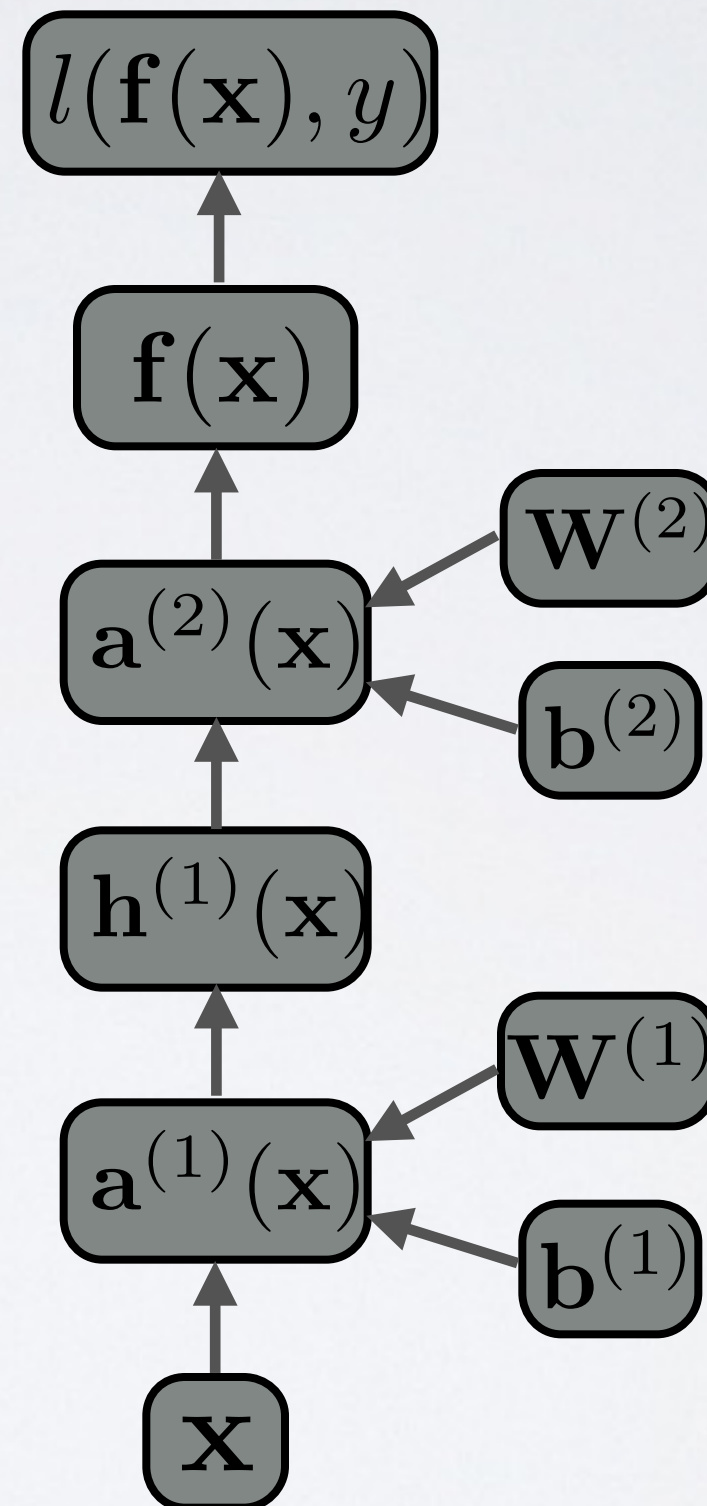 l(f(x), y)
f(x)
W⁽²⁾
a⁽²⁾(x)
b⁽²⁾
h⁽¹⁾(x)
W⁽¹⁾
a⁽¹⁾(x)
b⁽¹⁾
x